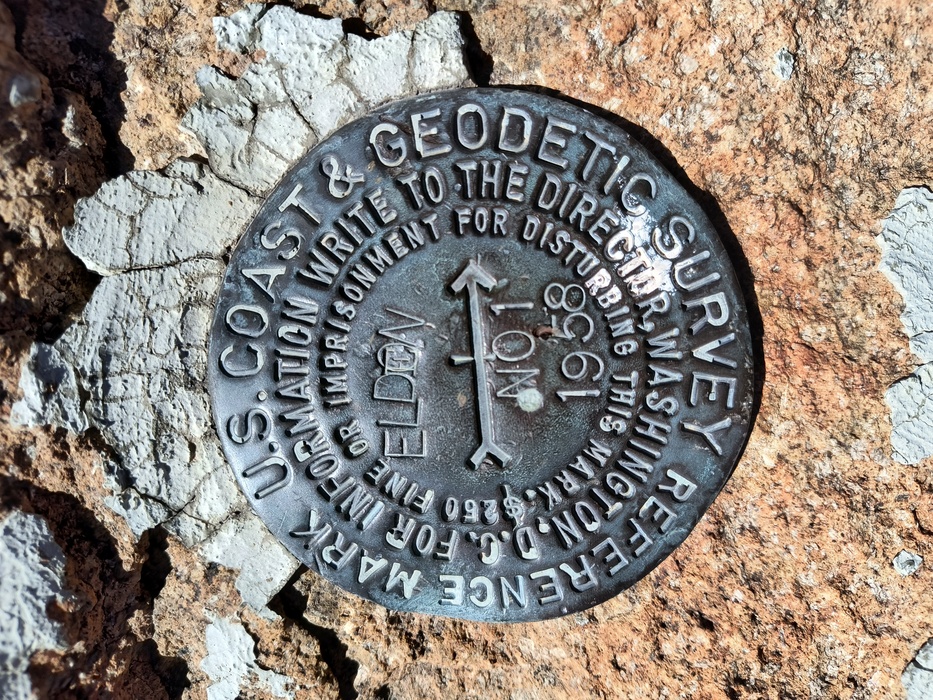 U.S. COAST & GEODETIC SURVEY
REFERENCE MARK
FOR INFORMATION WRITE TO THE DIRECTOR, WASHINGTON, D.C.
$250 FINE OR IMPRISONMENT FOR DISTURBING THIS MARK.
ELDEN
NO 1
1958